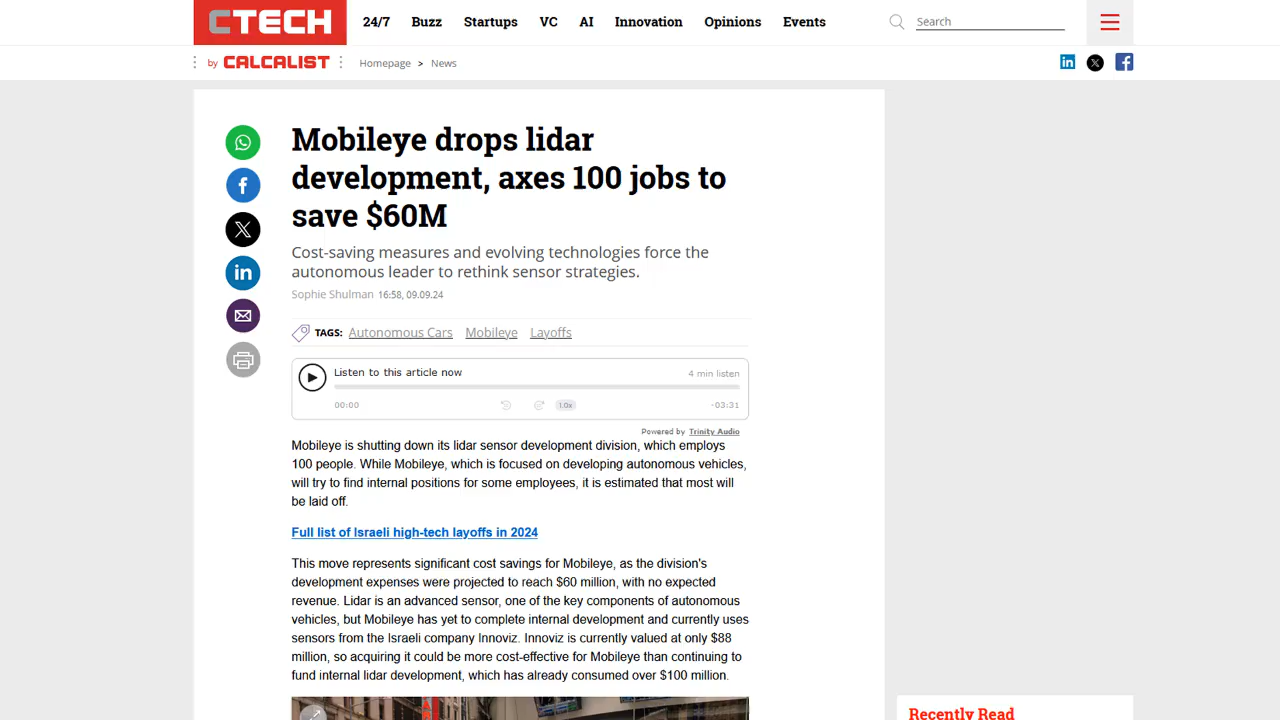 CTECH
24/7 Buzz Startups VC AI Innovation Opinions Events
Search
by CALCALIST
Homepage > News
Mobileye drops lidar
development, axes 100 jobs to
save $60M
Cost-saving measures and evolving technologies force the
autonomous leader to rethink sensor strategies.
Sophie Shulman 16:58, 09.09.24
TAGS: Autonomous Cars Mobileye Layoffs
Listen to this article now
4 min listen
00:00
1.0x
-03:31
Powered by Trinity Audio
Mobileye is shutting down its lidar sensor development division, which employs
100 people. While Mobileye, which is focused on developing autonomous vehicles,
will try to find internal positions for some employees, it is estimated that most will
be laid off.
Full list of Israeli high-tech layoffs in 2024
This move represents significant cost savings for Mobileye, as the division's
development expenses were projected to reach $60 million, with no expected
revenue. Lidar is an advanced sensor, one of the key components of autonomous
vehicles, but Mobileye has yet to complete internal development and currently uses
sensors from the Israeli company Innoviz. Innoviz is currently valued at only $88
million, so acquiring it could be more cost-effective for Mobileye than continuing to
fund internal lidar development, which has already consumed over $100 million.
Recently Read